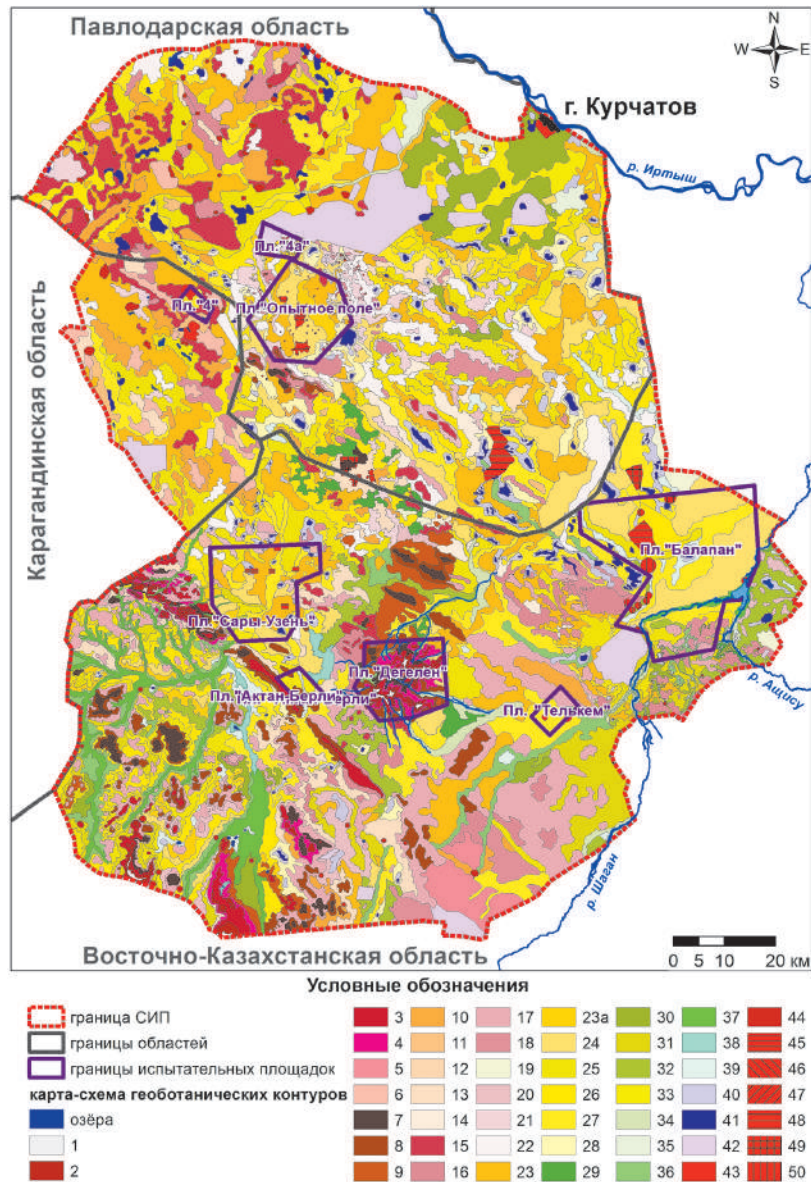 Павлодарская область
N
W E
S
г. Курчатов
р. Иртыш
Пл."4а"
Пл."4"
Пл."Опытное поле"
Карагандинская область
Пл."Балапан"
Пл."Сары-Узень"
Пл."Дегелен"
Пл."Актан-Берли"
Пл. "Телькем"
р. Ащису
р. Шаган
Восточно-Казахстанская область
0 5 10 20 км
Условные обозначения
граница СИП
границы областей
границы испытательных площадок
карта-схема геоботанических контуров
озёра
1
2
3 10 17 23а 30 37 44
4 11 18 24 31 38 45
5 12 19 25 32 39 46
6 13 20 26 33 40 47
7 14 21 27 34 41 48
8 15 22 28 35 42 49
9 16 23 29 36 43 50